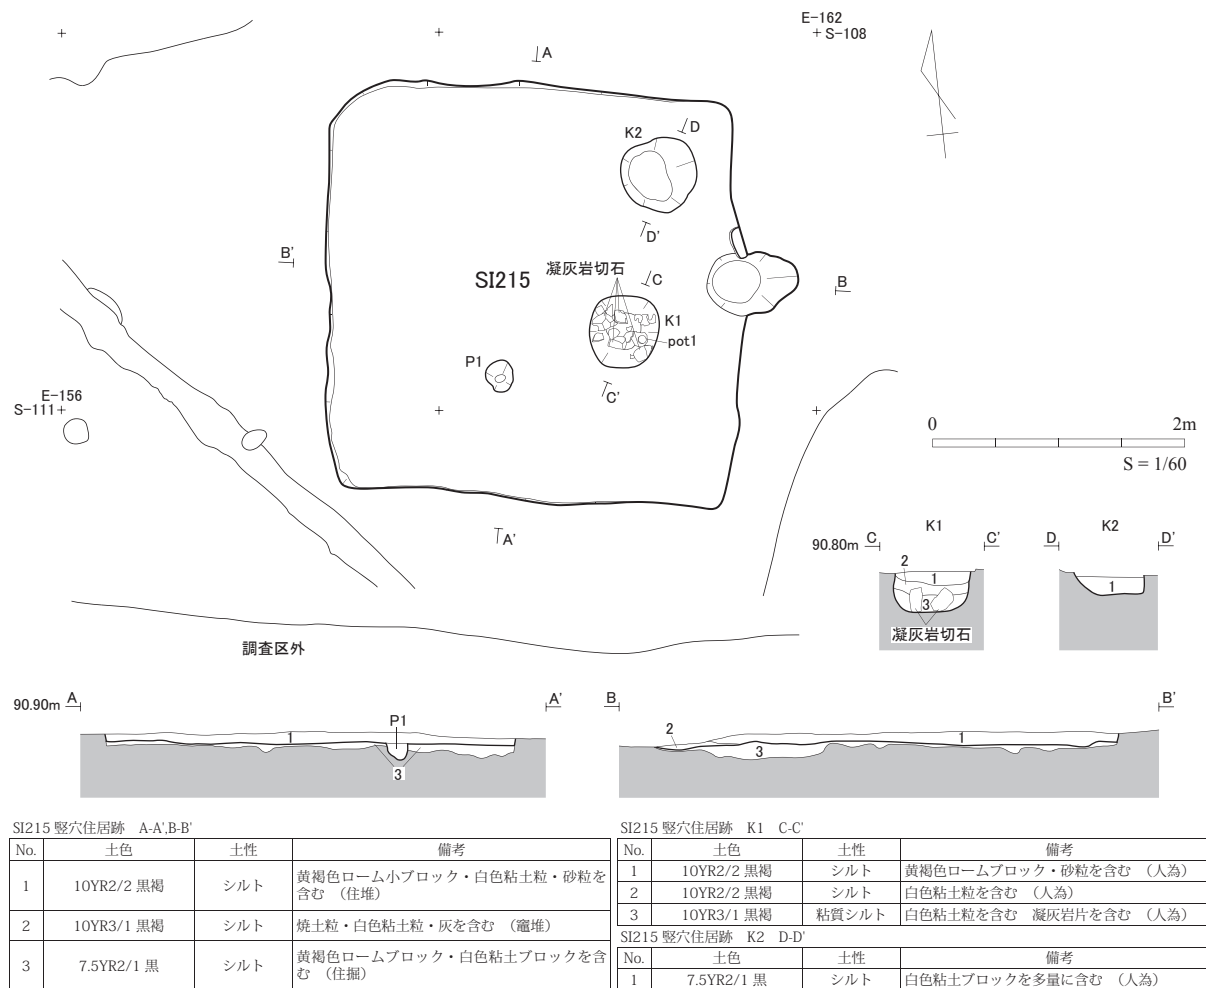 E-162
S-108
A
K2
D
D'
B'
SI215
凝灰岩切石
C
B
K1
pot1
P1
C'
E-156
S-111
0 2m
S = 1/60
A'
調査区外
K1 K2
90.80m C C' D D'
2
1
3
1
凝灰岩切石
90.90m A A' B B'
P1
1
3
2
3
1
SI215 竪穴住居跡 A-A',B-B'
No. 土色 土性 備考
1 10YR2/2 黒褐 シルト 黄褐色ローム小ブロック・白色粘土粒・砂粒を
含む (住堆)
2 10YR3/1 黒褐 シルト 焼土粒・白色粘土粒・灰を含む (竈堆)
3 7.5YR2/1 黒 シルト 黄褐色ロームブロック・白色粘土ブロックを含
む (住掘)
SI215 竪穴住居跡 K1 C-C'
No. 土色 土性 備考
1 10YR2/2 黒褐 シルト 黄褐色ロームブロック・砂粒を含む (人為)
2 10YR2/2 黒褐 シルト 白色粘土粒を含む (人為)
3 10YR3/1 黒褐 粘質シルト 白色粘土粒を含む 凝灰岩片を含む (人為)
SI215 竪穴住居跡 K2 D-D'
No. 土色 土性 備考
1 7.5YR2/1 黒 シルト 白色粘土ブロックを多量に含む (人為)